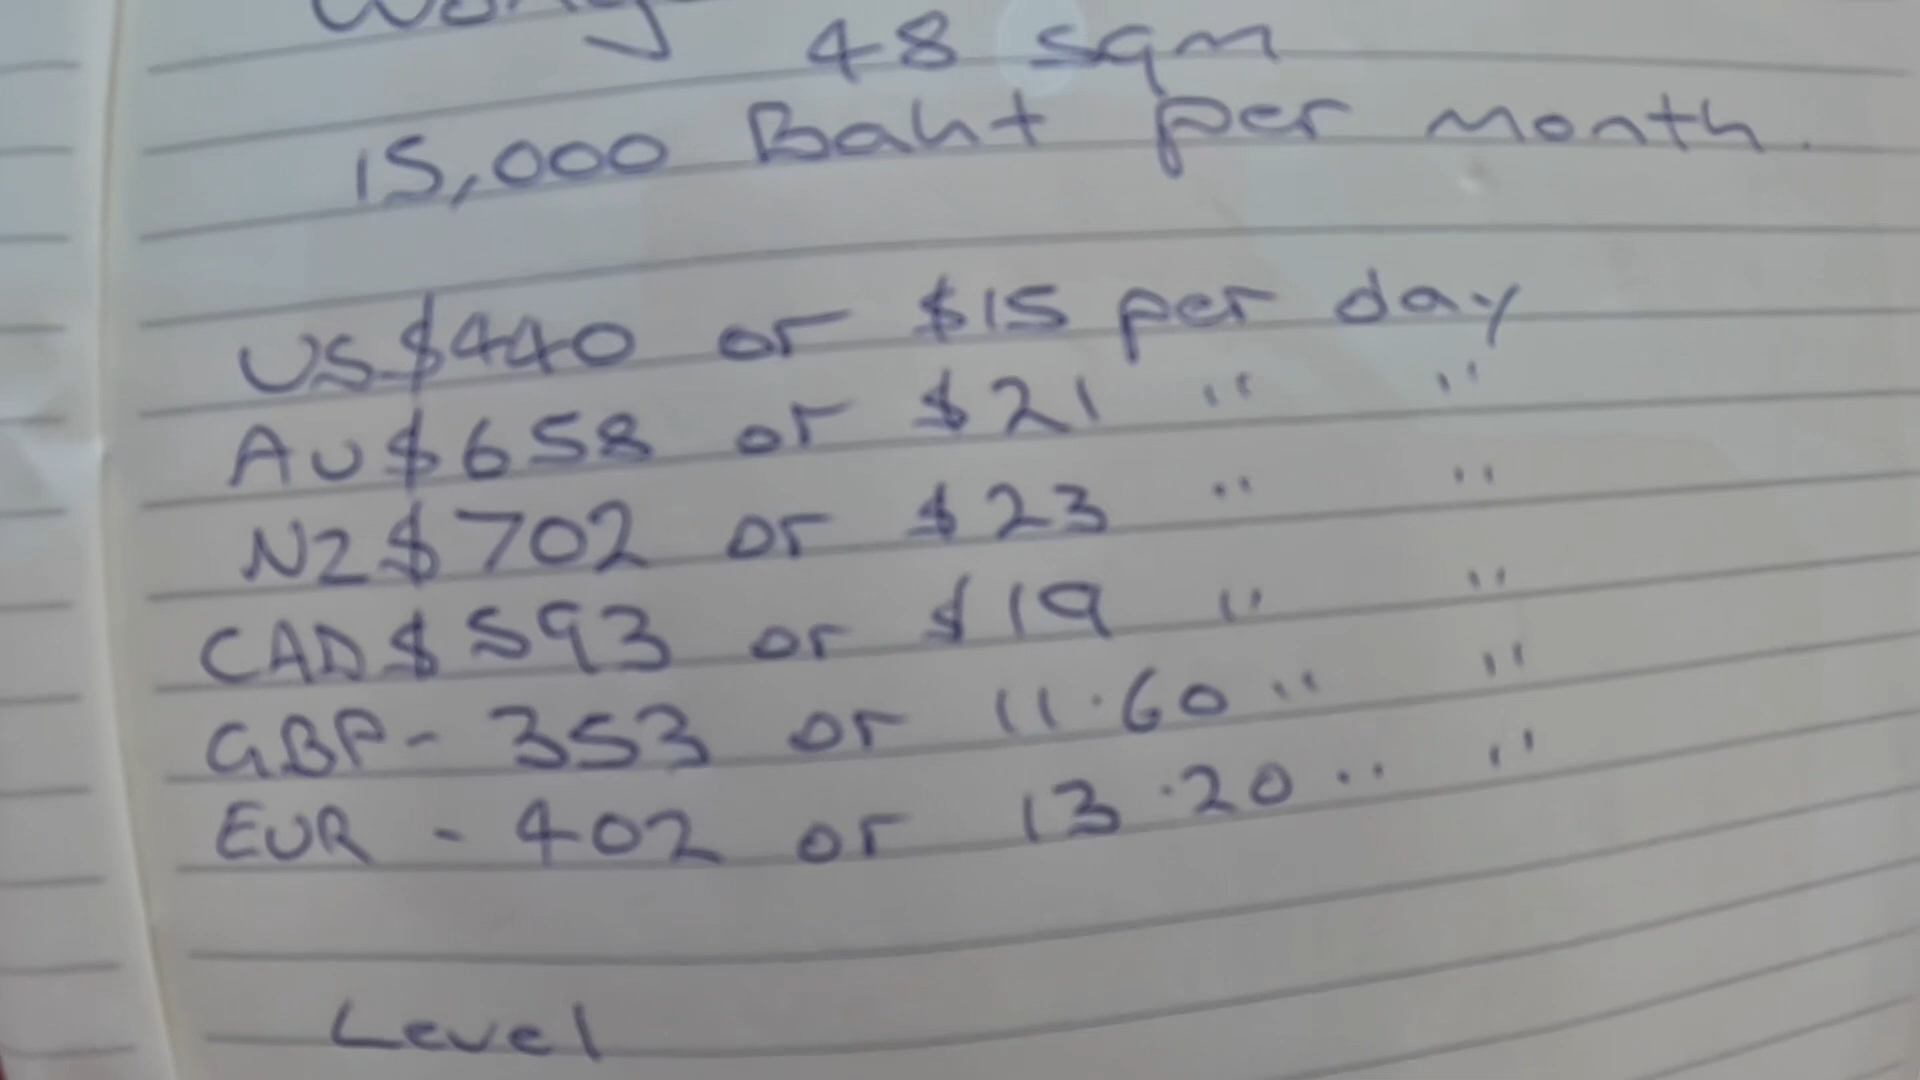 48 sqm
15,000 Baht per month.
US$440 or $15 per day
AU$658 or $21 " "
NZ$702 or $23 " "
CAD$593 or $19 " "
GBP - 353 or 11.60 " "
EUR - 402 or 13.20 " "
Level